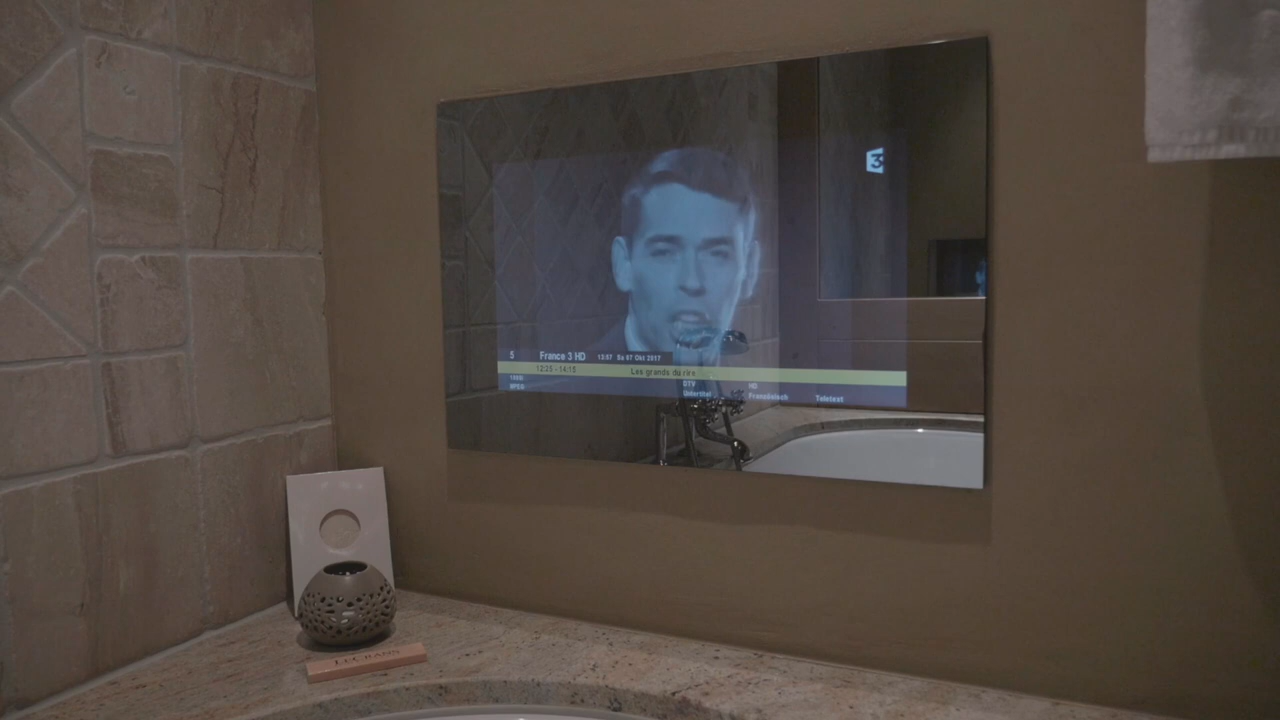 3
5 France 3 HD 13:57 Sa 07 Okt 2017
12:25 - 14:15 Les grands du rire
DTV HD
Untertitel Französisch Teletext